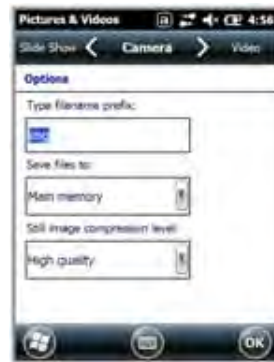 Pictures & Videos 4:56
Slide Show Camera Video
Options
Type filename prefix:
img
Save files to:
Main memory
Still image compression level:
High quality
OK